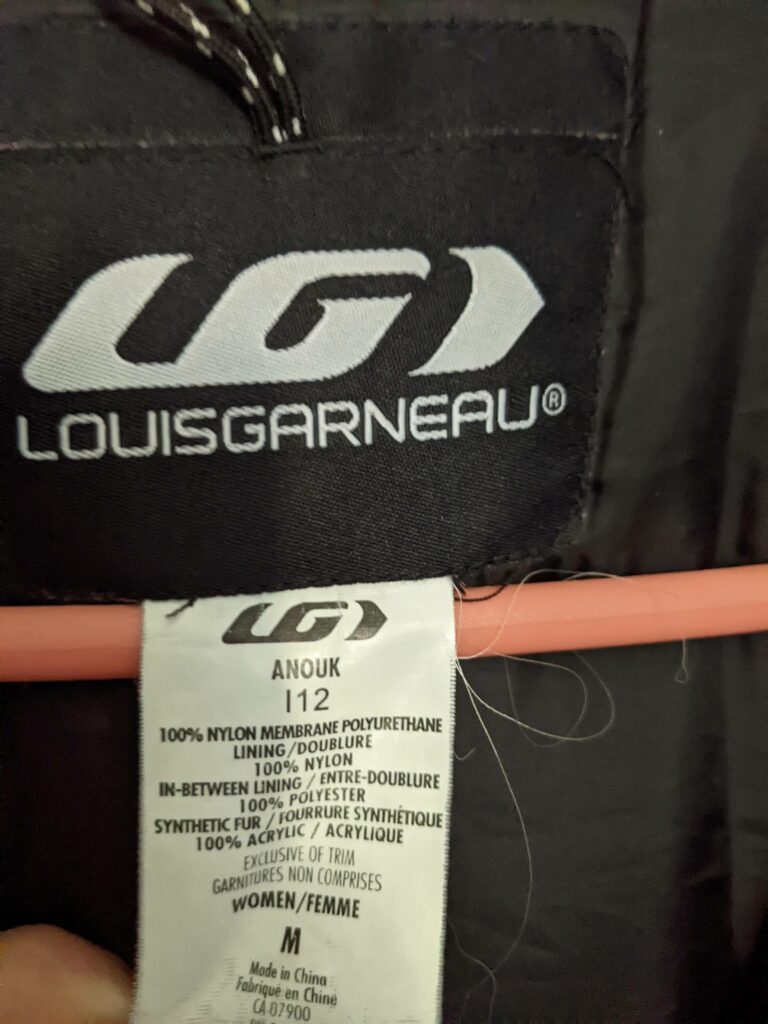 LG
LOUISGARNEAU®
LG
ANOUK
I12
100% NYLON MEMBRANE POLYURETHANE
LINING/DOUBLURE
100% NYLON
IN-BETWEEN LINING / ENTRE-DOUBLURE
100% POLYESTER
SYNTHETIC FUR / FOURRURE SYNTHÉTIQUE
100% ACRYLIC / ACRYLIQUE
EXCLUSIVE OF TRIM
GARNITURES NON COMPRISES
WOMEN/FEMME
M
Made in China
Fabriqué en Chine
CA 07900